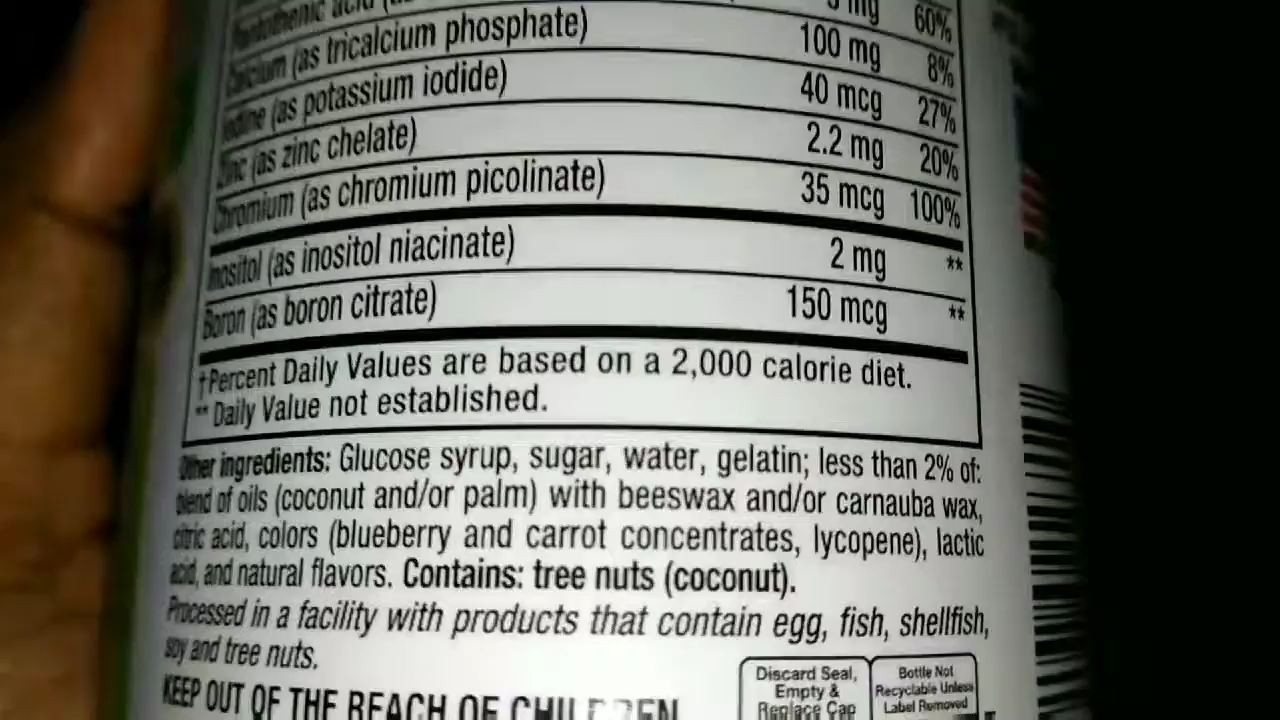 Pantothenic acid (as 60%
Calcium (as tricalcium phosphate) 100 mg 8%
Iodine (as potassium iodide) 40 mcg 27%
Zinc (as zinc chelate) 2.2 mg 20%
Chromium (as chromium picolinate) 35 mcg 100%
Inositol (as inositol niacinate) 2 mg **
Boron (as boron citrate) 150 mcg **
†Percent Daily Values are based on a 2,000 calorie diet.
** Daily Value not established.
Other ingredients: Glucose syrup, sugar, water, gelatin; less than 2% of:
blend of oils (coconut and/or palm) with beeswax and/or carnauba wax,
citric acid, colors (blueberry and carrot concentrates, lycopene), lactic
acid, and natural flavors. Contains: tree nuts (coconut).
Processed in a facility with products that contain egg, fish, shellfish,
soy and tree nuts.
KEEP OUT OF THE REACH OF CHILDREN
Discard Seal,
Empty &
Replace Cap
Bottle Not
Recyclable Unless
Label Removed